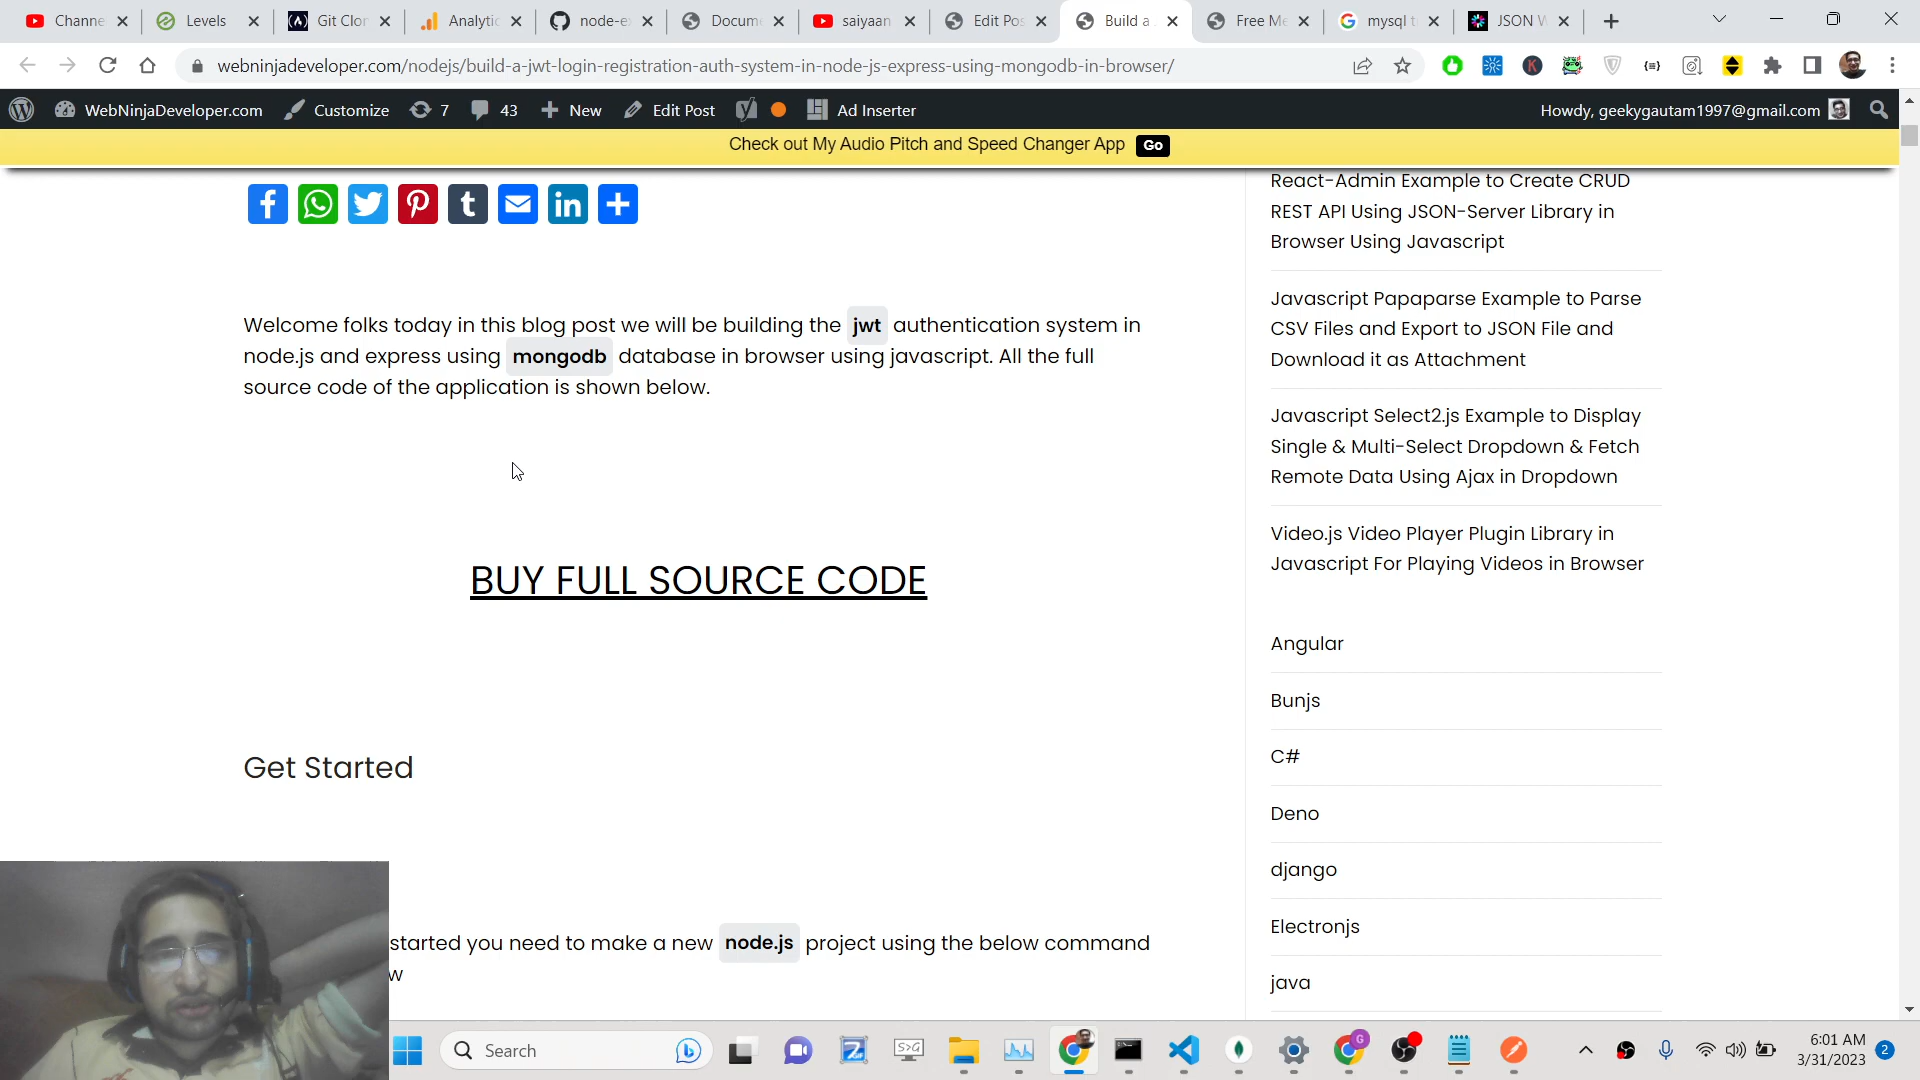 Channe
Levels
Git Clon
Analytic
node-e
Docum
saiyaan
Edit Pos
Build a
Free Me
mysql t
JSON W
webninjadeveloper.com/nodejs/build-a-jwt-login-registration-auth-system-in-node-js-express-using-mongodb-in-browser/
WebNinjaDeveloper.com
Customize
7
43
New
Edit Post
Ad Inserter
Howdy, geekygautam1997@gmail.com
Check out My Audio Pitch and Speed Changer App Go
Welcome folks today in this blog post we will be building the jwt authentication system in
node.js and express using mongodb database in browser using javascript. All the full
source code of the application is shown below.
BUY FULL SOURCE CODE
Get Started
started you need to make a new node.js project using the below command
w
React-Admin Example to Create CRUD
REST API Using JSON-Server Library in
Browser Using Javascript
Javascript Papaparse Example to Parse
CSV Files and Export to JSON File and
Download it as Attachment
Javascript Select2.js Example to Display
Single & Multi-Select Dropdown & Fetch
Remote Data Using Ajax in Dropdown
Video.js Video Player Plugin Library in
Javascript For Playing Videos in Browser
Angular
Bunjs
C#
Deno
django
Electronjs
java
Search
6:01 AM
3/31/2023
2